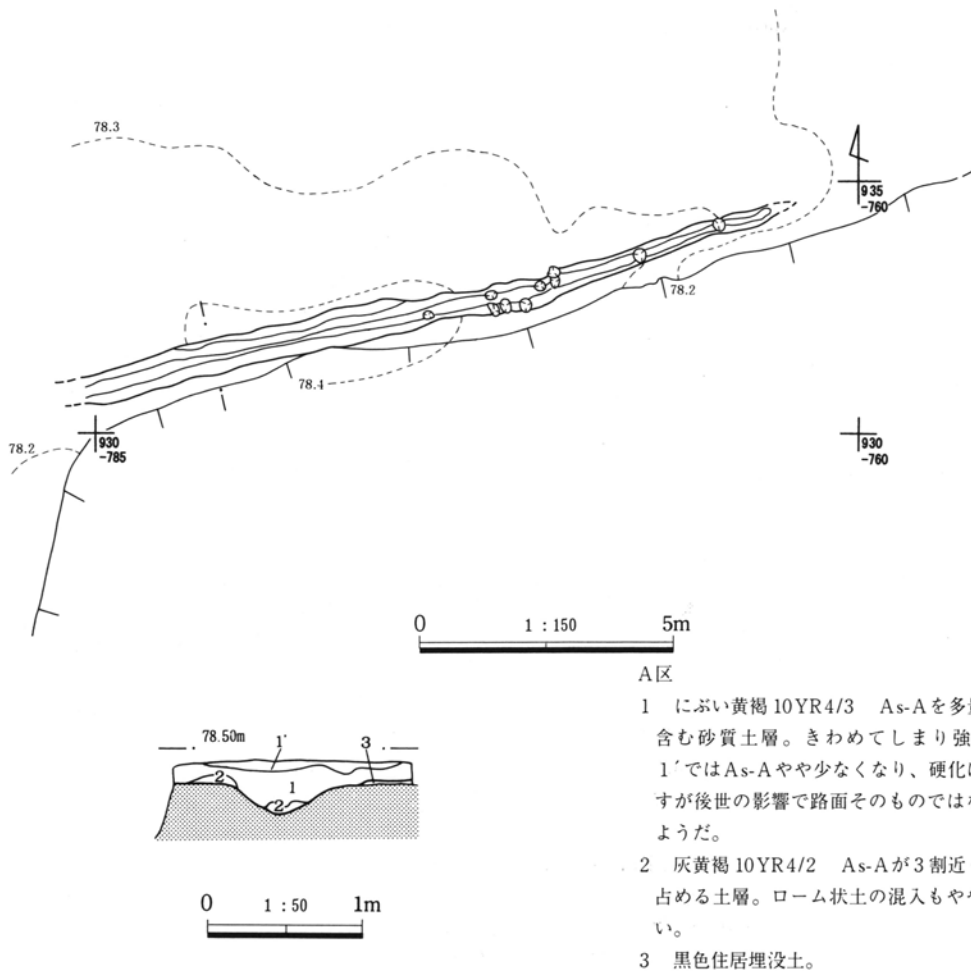 78.3
935
-760
78.2
78.4
78.2
930
-785
930
-760
0 1 : 150 5m
A区
1 にぶい黄褐 10YR4/3 As-Aを多
含む砂質土層。きわめてしまり強
1´ではAs-Aやや少なくなり、硬化
すが後世の影響で路面そのものでは
ようだ。
2 灰黄褐 10YR4/2 As-Aが3割近
占める土層。ローム状土の混入もや
い。
3 黒色住居埋没土。
78.50m
1´
3
2
1
2
0 1 : 50 1m